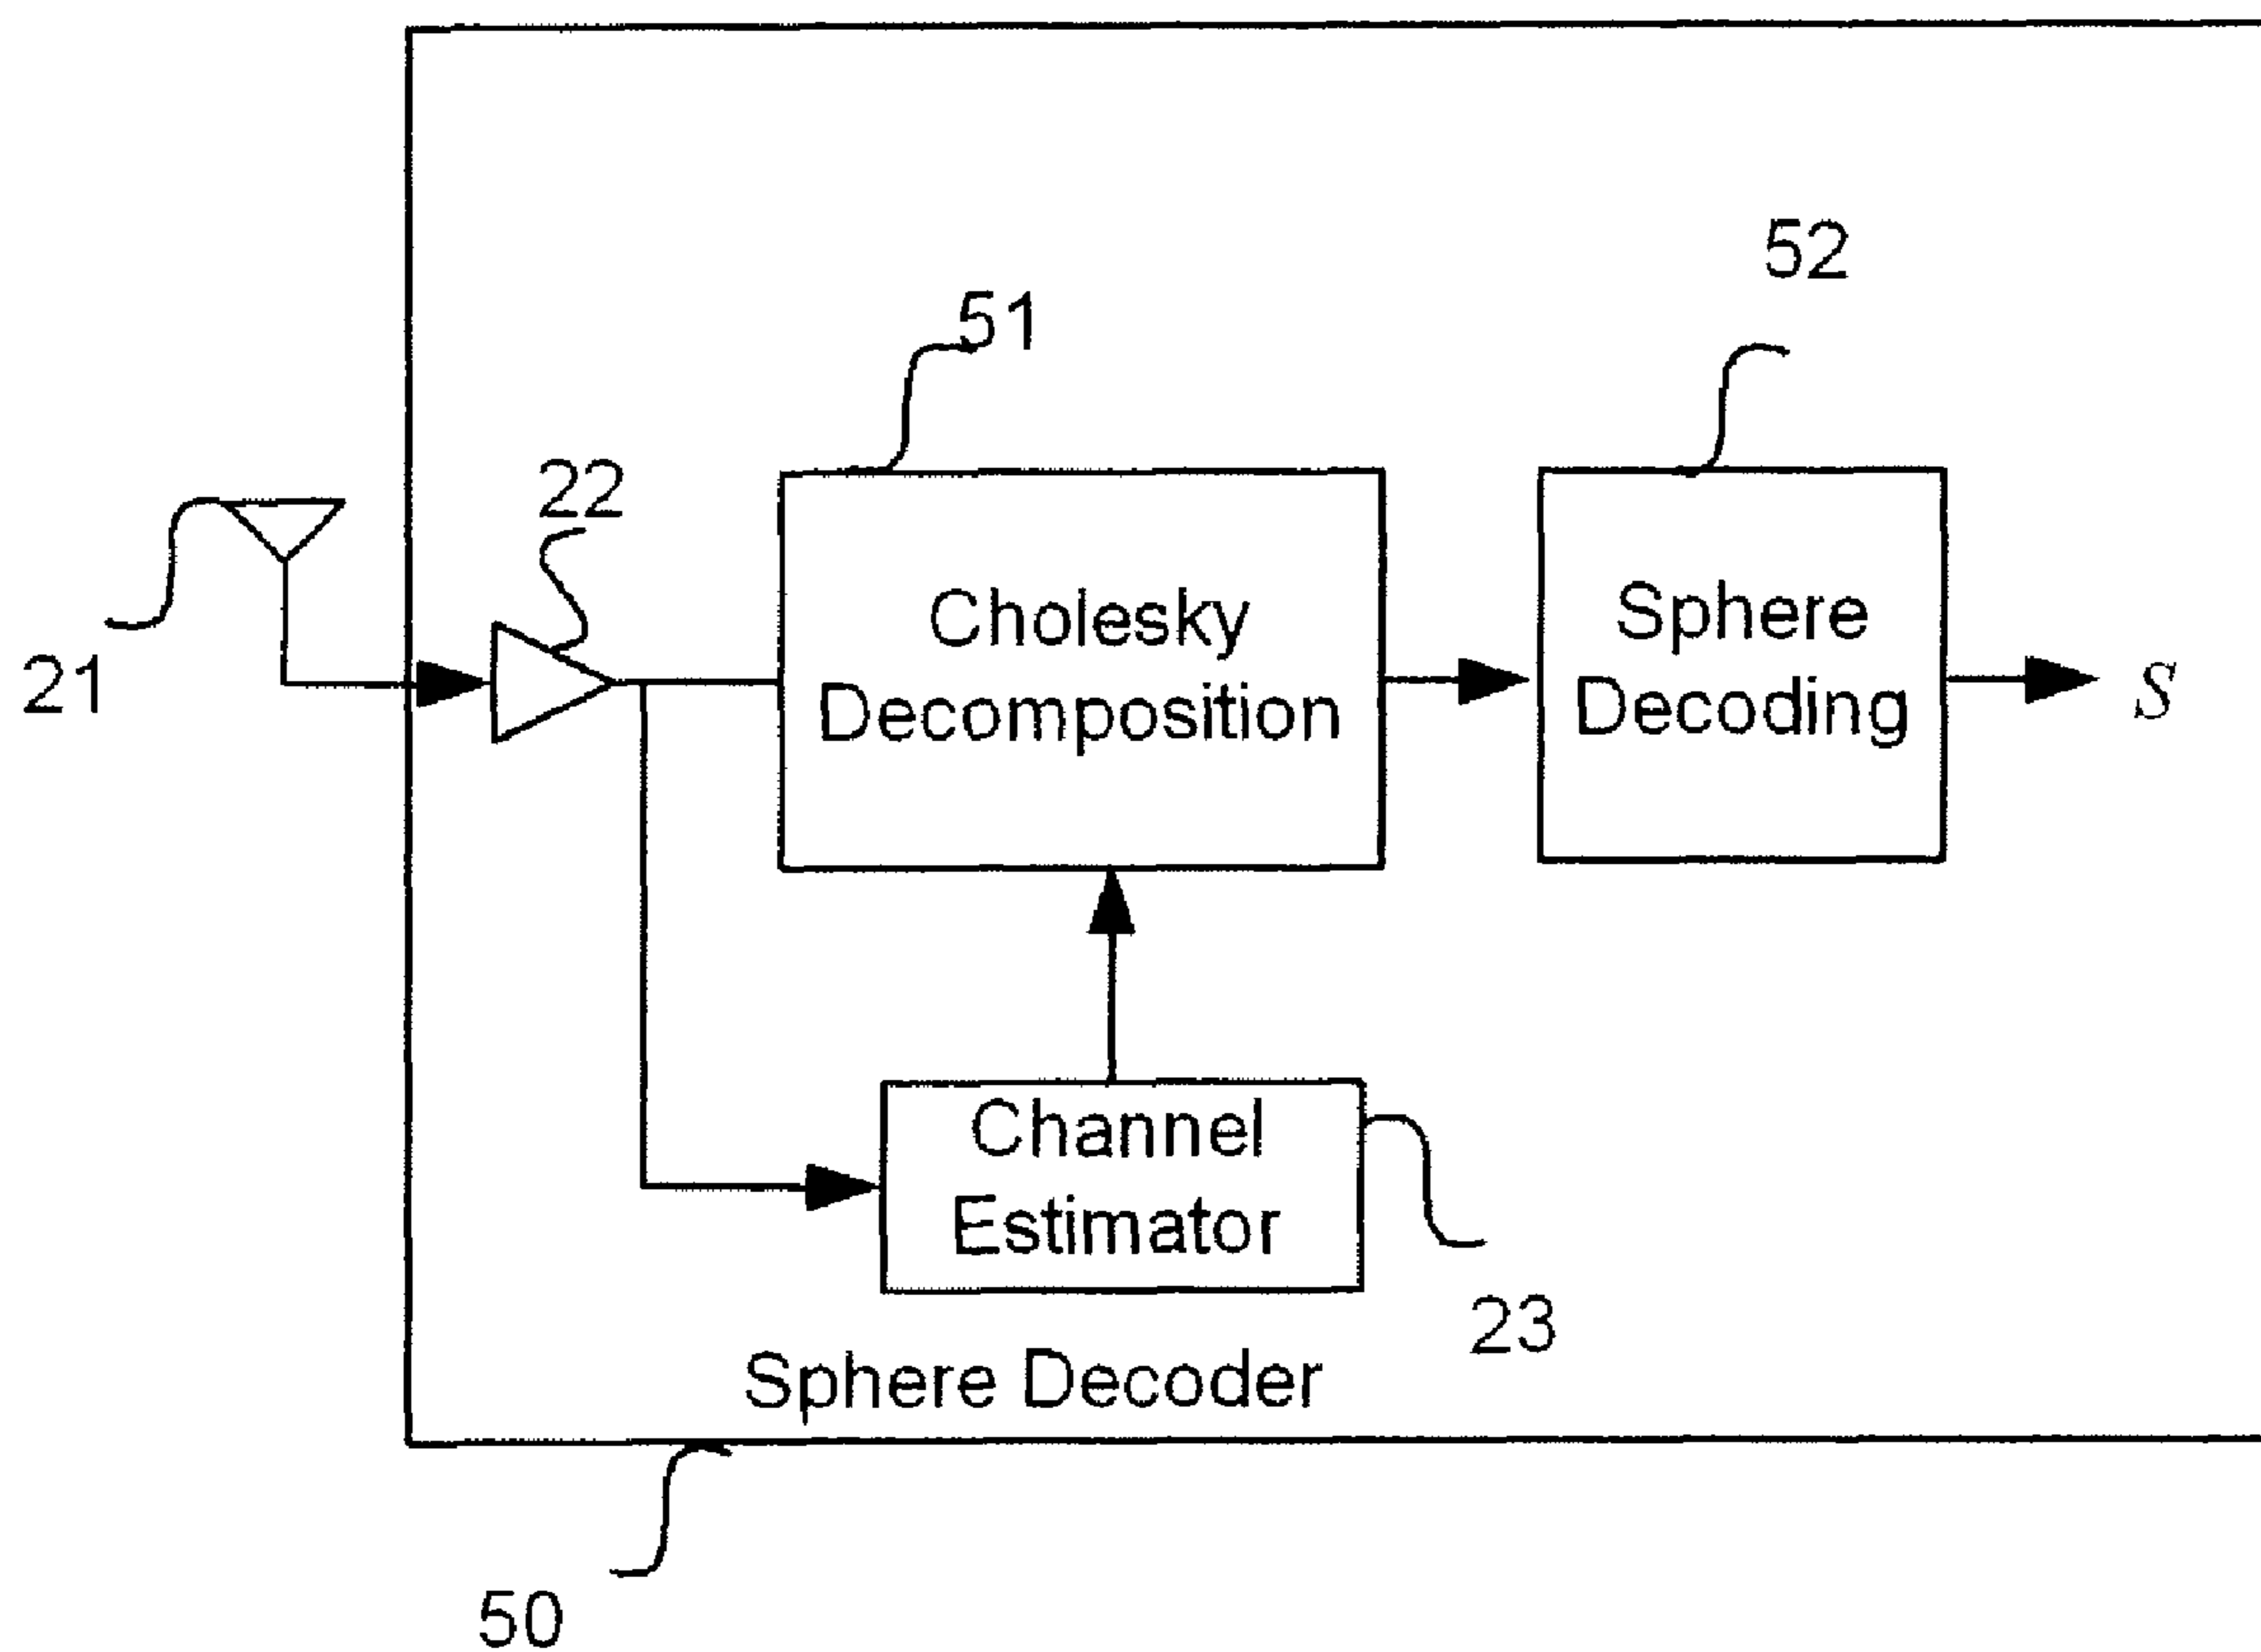 52
51
22
21
Cholesky
Decomposition
Sphere
Decoding
S
Channel
Estimator
23
Sphere Decoder
50